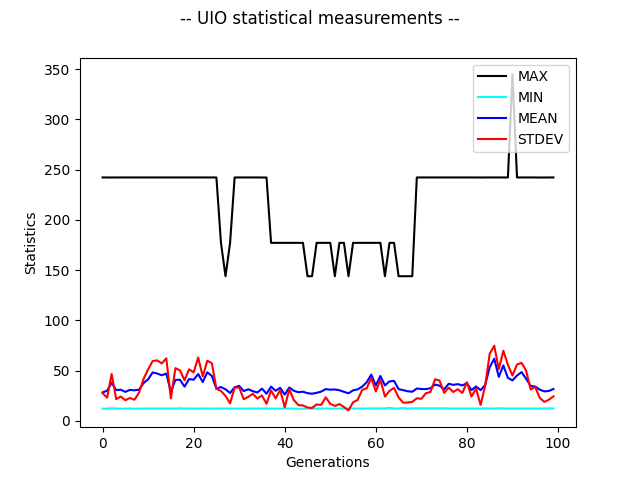 -- UIO statistical measurements --
350
300
250
200
150
100
50
0
Statistics
MAX
MIN
MEAN
STDEV
0 20 40 60 80 100
Generations